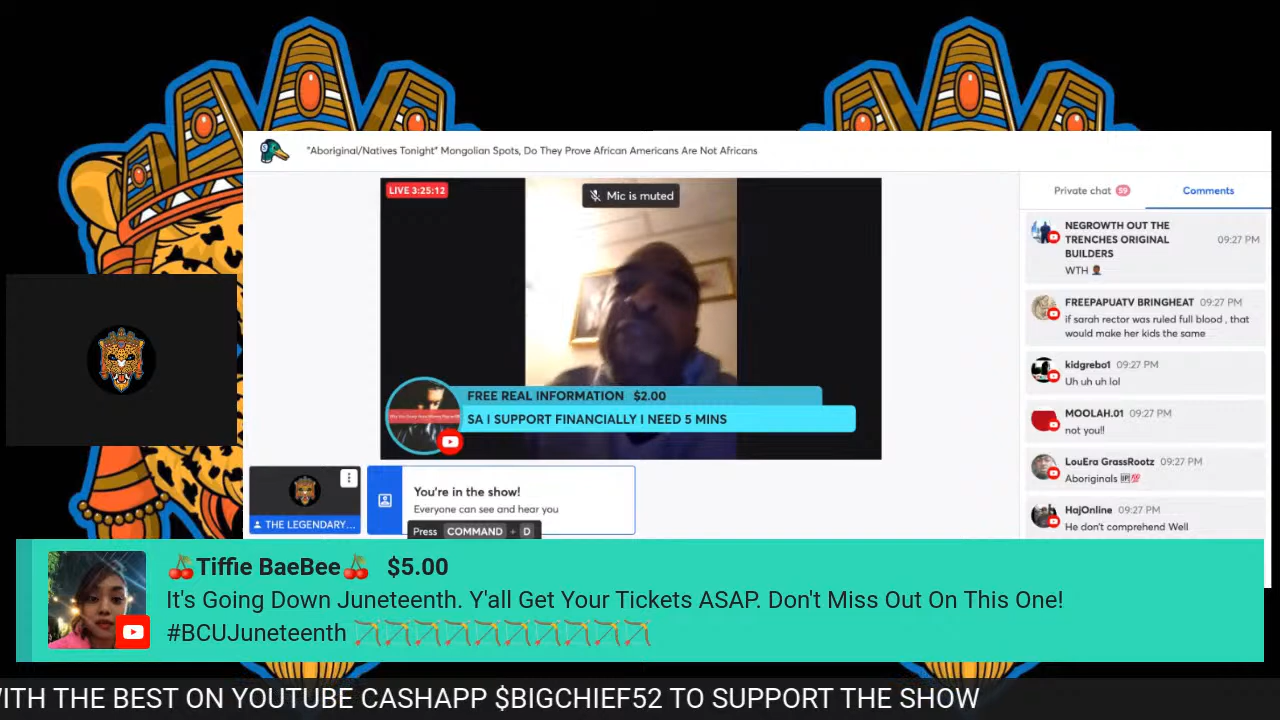 "Aboriginal/Natives Tonight" Mongolian Spots, Do They Prove African Americans Are Not Africans
LIVE 3:25:12
Mic is muted
FREE REAL INFORMATION $2.00
SA I SUPPORT FINANCIALLY I NEED 5 MINS
THE LEGENDARY...
You're in the show!
Everyone can see and hear you
Press COMMAND + D
Private chat 39
Comments
NEGROWTH OUT THE
TRENCHES ORIGINAL
BUILDERS
09:27 PM
WTH 🤦🏾‍♂️
FREEPAPUATV BRINGHEAT 09:27 PM
if sarah rector was ruled full blood , that
would make her kids the same
kidgrebo1 09:27 PM
Uh uh uh lol
MOOLAH.01 09:27 PM
not you!!
LouEra GrassRootz 09:27 PM
Aboriginals 🆙💯
HajOnline 09:27 PM
He don't comprehend Well
🍒Tiffie BaeBee🍒 $5.00
It's Going Down Juneteenth. Y'all Get Your Tickets ASAP. Don't Miss Out On This One!
#BCUJuneteenth 🏹🏹🏹🏹🏹🏹🏹🏹🏹🏹
WITH THE BEST ON YOUTUBE CASHAPP $BIGCHIEF52 TO SUPPORT THE SHOW